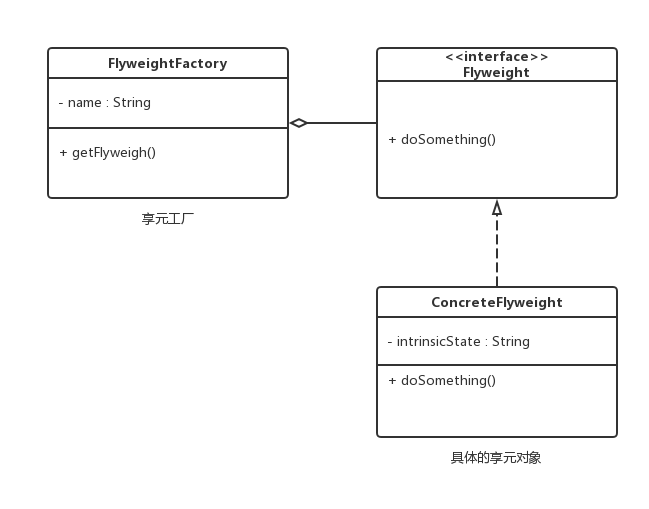 FlyweightFactory
- name : String
+ getFlyweigh()
享元工厂
<<interface>>
Flyweight
+ doSomething()
ConcreteFlyweight
- intrinsicState : String
+ doSomething()
具体的享元对象